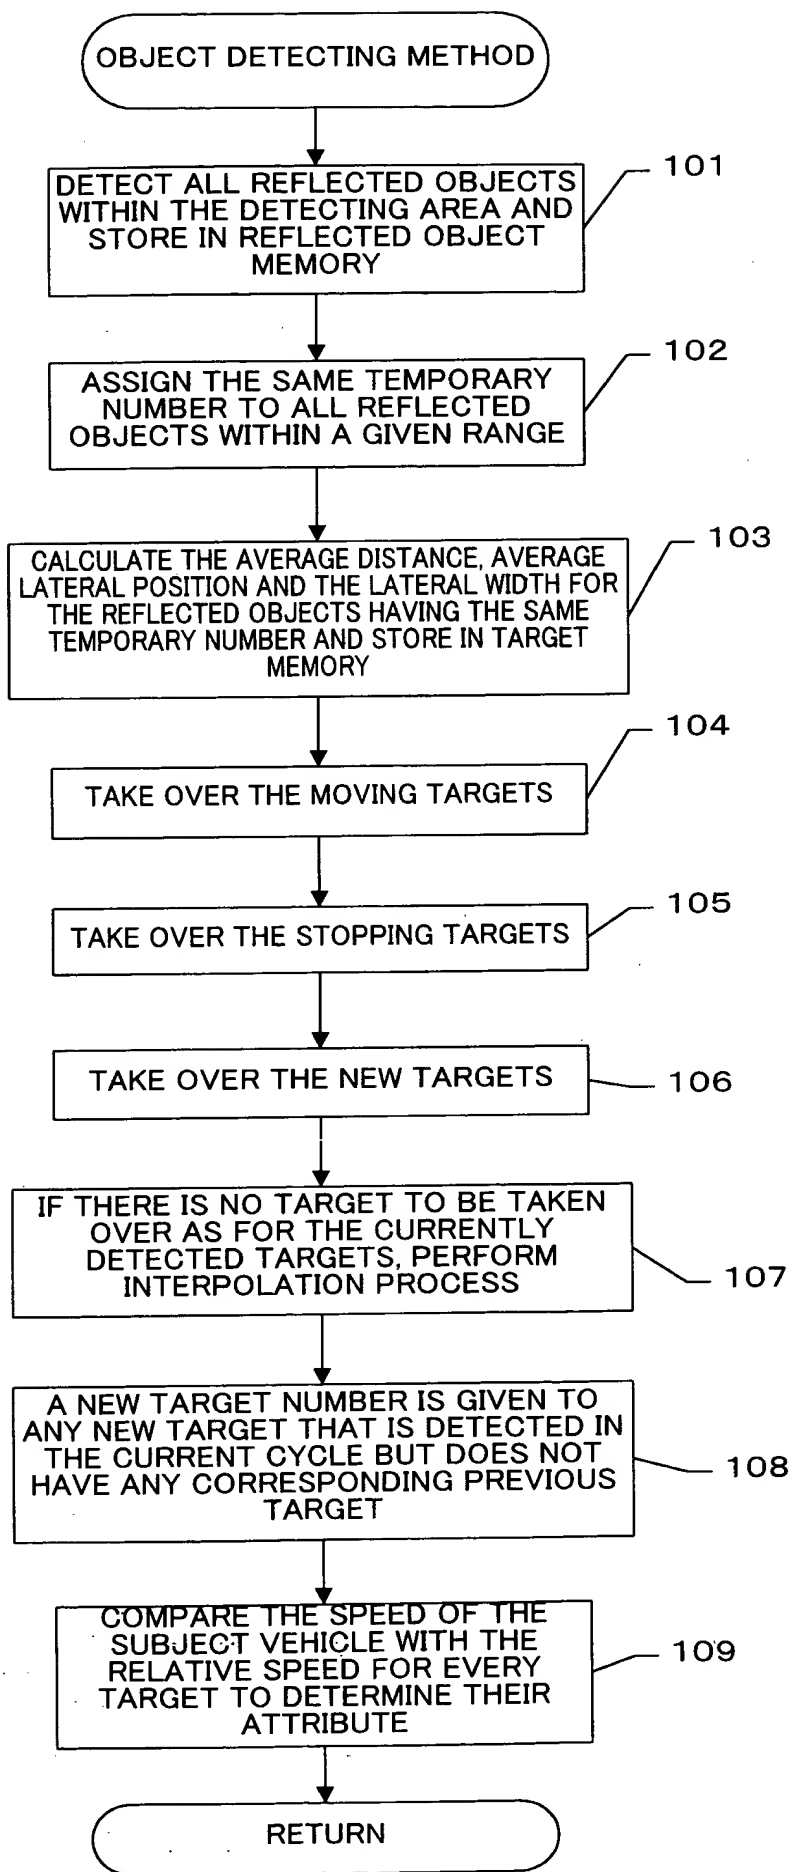 OBJECT DETECTING METHOD
101
DETECT ALL REFLECTED OBJECTS
WITHIN THE DETECTING AREA AND
STORE IN REFLECTED OBJECT
MEMORY
102
ASSIGN THE SAME TEMPORARY
NUMBER TO ALL REFLECTED
OBJECTS WITHIN A GIVEN RANGE
103
CALCULATE THE AVERAGE DISTANCE, AVERAGE
LATERAL POSITION AND THE LATERAL WIDTH FOR
THE REFLECTED OBJECTS HAVING THE SAME
TEMPORARY NUMBER AND STORE IN TARGET
MEMORY
104
TAKE OVER THE MOVING TARGETS
105
TAKE OVER THE STOPPING TARGETS
TAKE OVER THE NEW TARGETS
106
IF THERE IS NO TARGET TO BE TAKEN
OVER AS FOR THE CURRENTLY
DETECTED TARGETS, PERFORM
INTERPOLATION PROCESS
107
A NEW TARGET NUMBER IS GIVEN TO
ANY NEW TARGET THAT IS DETECTED IN
THE CURRENT CYCLE BUT DOES NOT
HAVE ANY CORRESPONDING PREVIOUS
TARGET
108
COMPARE THE SPEED OF THE
SUBJECT VEHICLE WITH THE
RELATIVE SPEED FOR EVERY
TARGET TO DETERMINE THEIR
ATTRIBUTE
109
RETURN